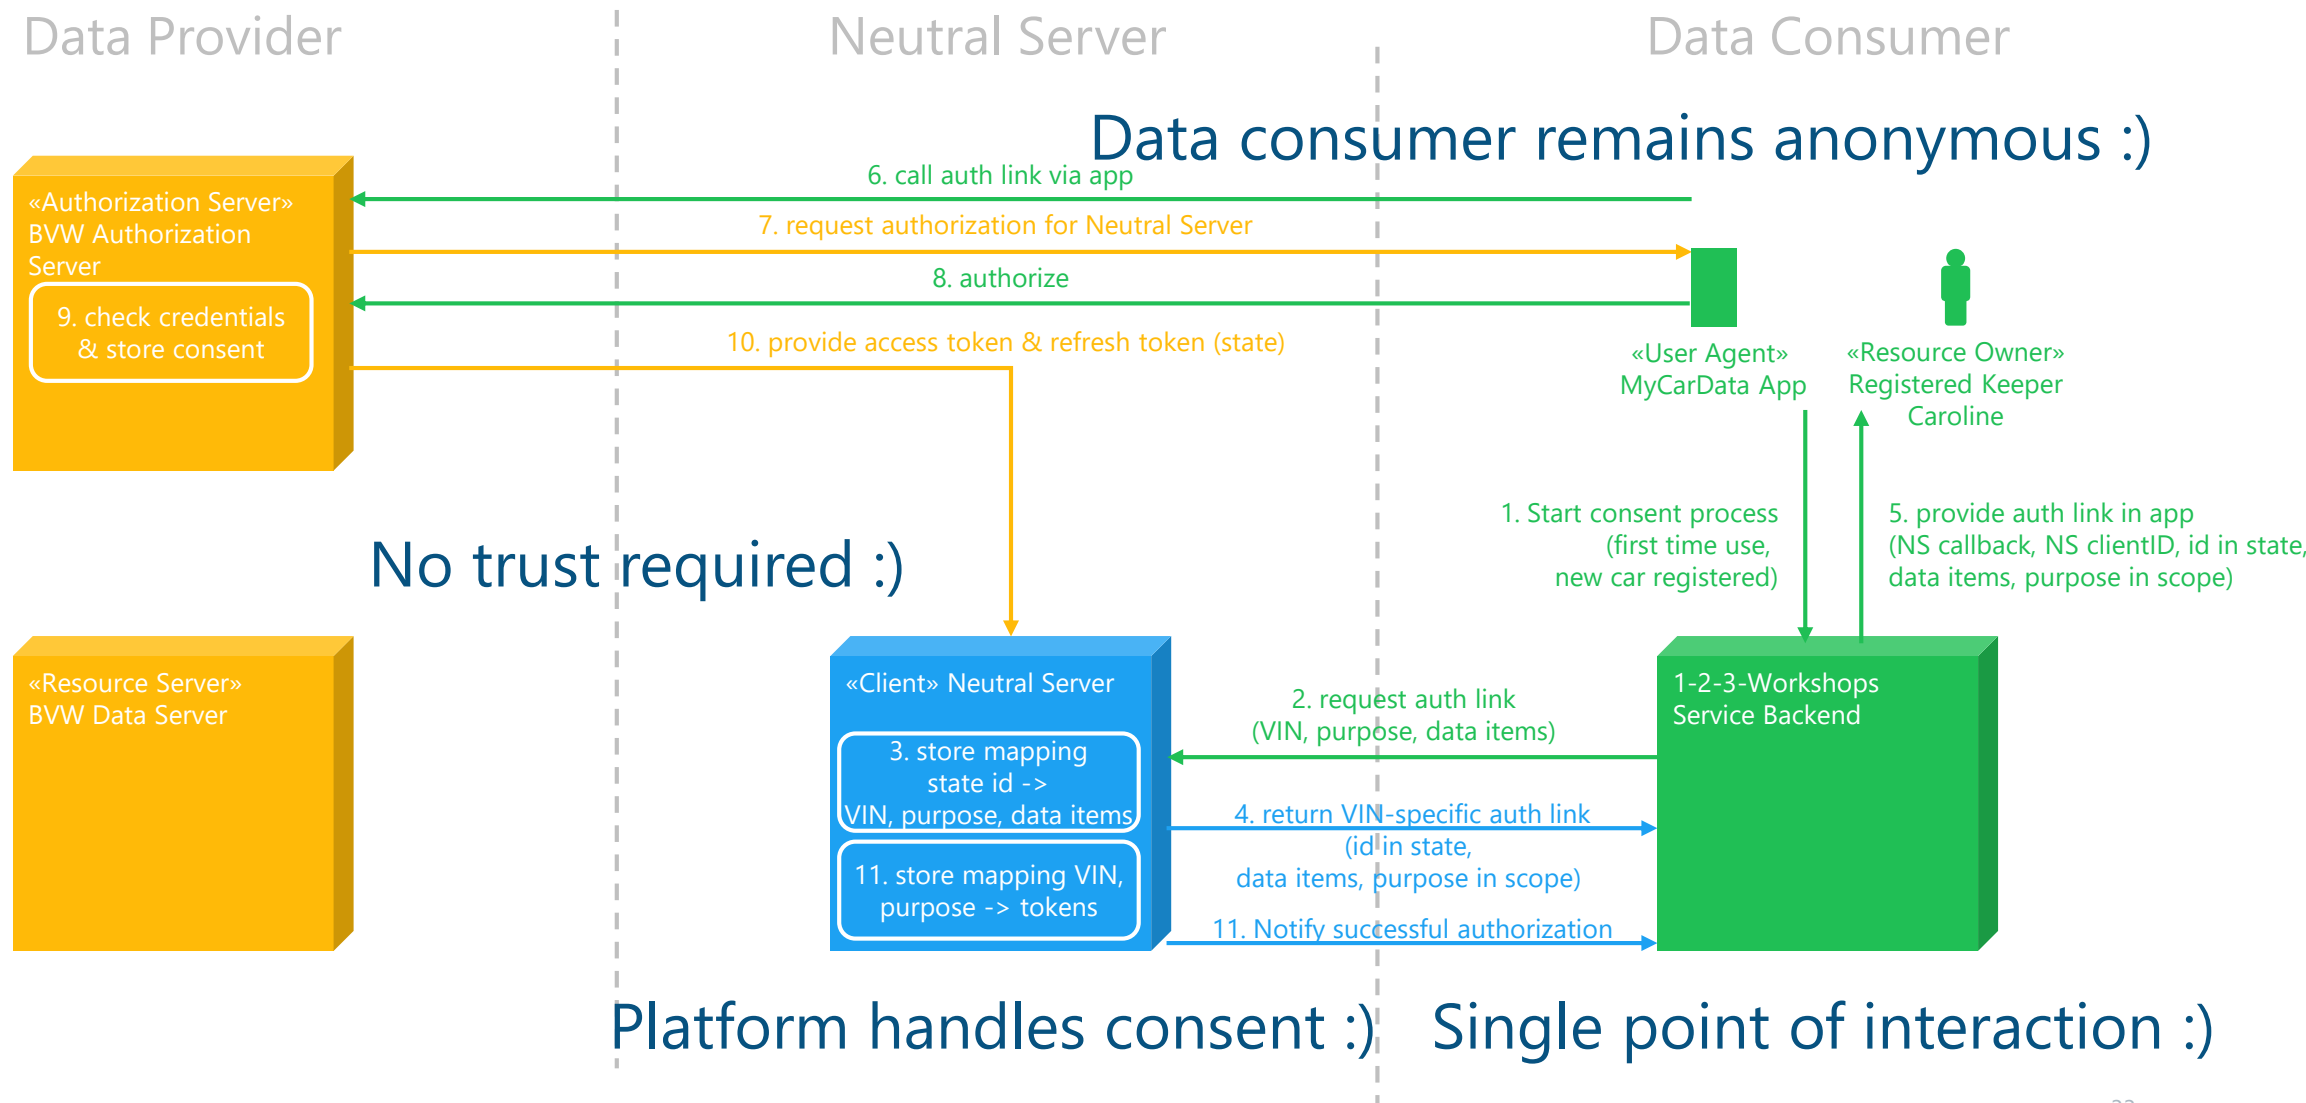 Data Provider
Neutral Server
Data Consumer
Data consumer remains anonymous :)
6. call auth link via app
«Authorization Server»
BVW Authorization
Server
7. request authorization for Neutral Server
8. authorize
9. check credentials
& store consent
10. provide access token & refresh token (state)
«User Agent»
MyCarData App
«Resource Owner»
Registered Keeper
Caroline
1. Start consent process
(first time use,
new car registered)
5. provide auth link in app
(NS callback, NS clientID, id in state,
data items, purpose in scope)
No trust required :)
«Resource Server»
BVW Data Server
«Client» Neutral Server
1-2-3-Workshops
Service Backend
2. request auth link
(VIN, purpose, data items)
3. store mapping
state id ->
VIN, purpose, data items
4. return VIN-specific auth link
(id in state,
data items, purpose in scope)
11. store mapping VIN,
purpose -> tokens
11. Notify successful authorization
Platform handles consent :)
Single point of interaction :)